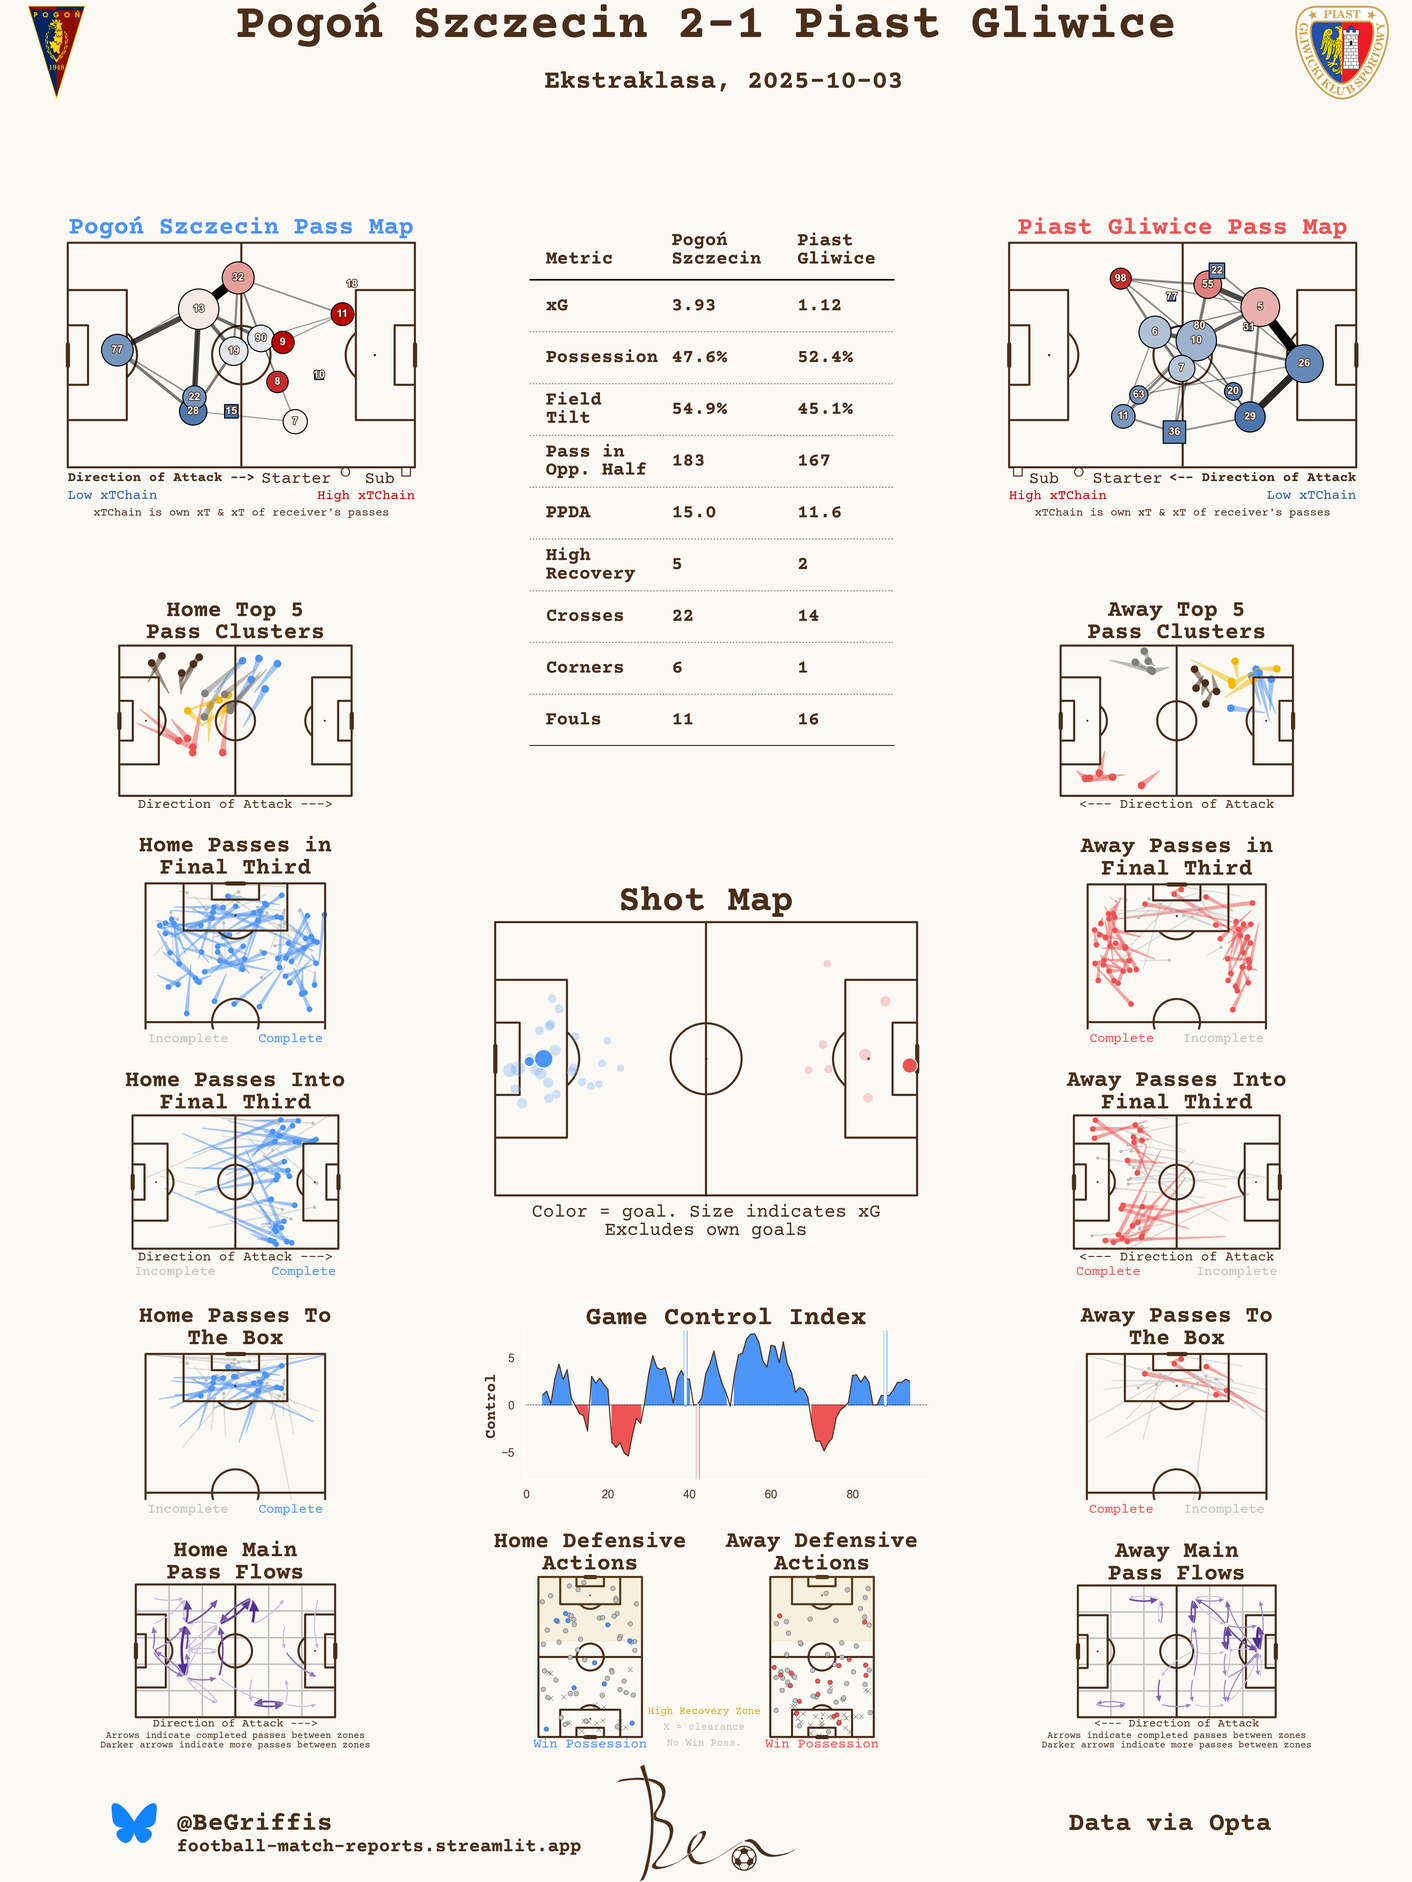 Pogoń Szczecin 2-1 Piast Gliwice
Ekstraklasa, 2025-10-03
POGOŃ
1948
PIAST
GLIWICKI KLUB SPORTOWY
Pogoń Szczecin Pass Map
32
18
13
11
90
9
77
19
10
8
22
28
15
7
Direction of Attack --> Starter Sub
Low xTChain High xTChain
xTChain is own xT & xT of receiver's passes
Metric Pogoń Szczecin Piast Gliwice
xG 3.93 1.12
Possession 47.6% 52.4%
Field Tilt 54.9% 45.1%
Pass in Opp. Half 183 167
PPDA 15.0 11.6
High Recovery 5 2
Crosses 22 14
Corners 6 1
Fouls 11 16
Piast Gliwice Pass Map
98
22
55
77
5
6
80
31
10
7
26
63
20
11
29
36
Sub Starter <-- Direction of Attack
High xTChain Low xTChain
xTChain is own xT & xT of receiver's passes
Home Top 5
Pass Clusters
Direction of Attack --->
Away Top 5
Pass Clusters
<--- Direction of Attack
Home Passes in
Final Third
Incomplete Complete
Away Passes in
Final Third
Complete Incomplete
Shot Map
Color = goal. Size indicates xG
Excludes own goals
Home Passes Into
Final Third
Direction of Attack --->
Incomplete Complete
Away Passes Into
Final Third
<--- Direction of Attack
Complete Incomplete
Home Passes To
The Box
Incomplete Complete
Game Control Index
Control
5
0
−5
0 20 40 60 80
Away Passes To
The Box
Complete Incomplete
Home Main
Pass Flows
Direction of Attack --->
Arrows indicate completed passes between zones
Darker arrows indicate more passes between zones
Home Defensive
Actions
Win Possession
High Recovery Zone
X = clearance
No Win Poss.
Away Defensive
Actions
Win Possession
Away Main
Pass Flows
<--- Direction of Attack
Arrows indicate completed passes between zones
Darker arrows indicate more passes between zones
@BeGriffis
football-match-reports.streamlit.app
Ben
Data via Opta